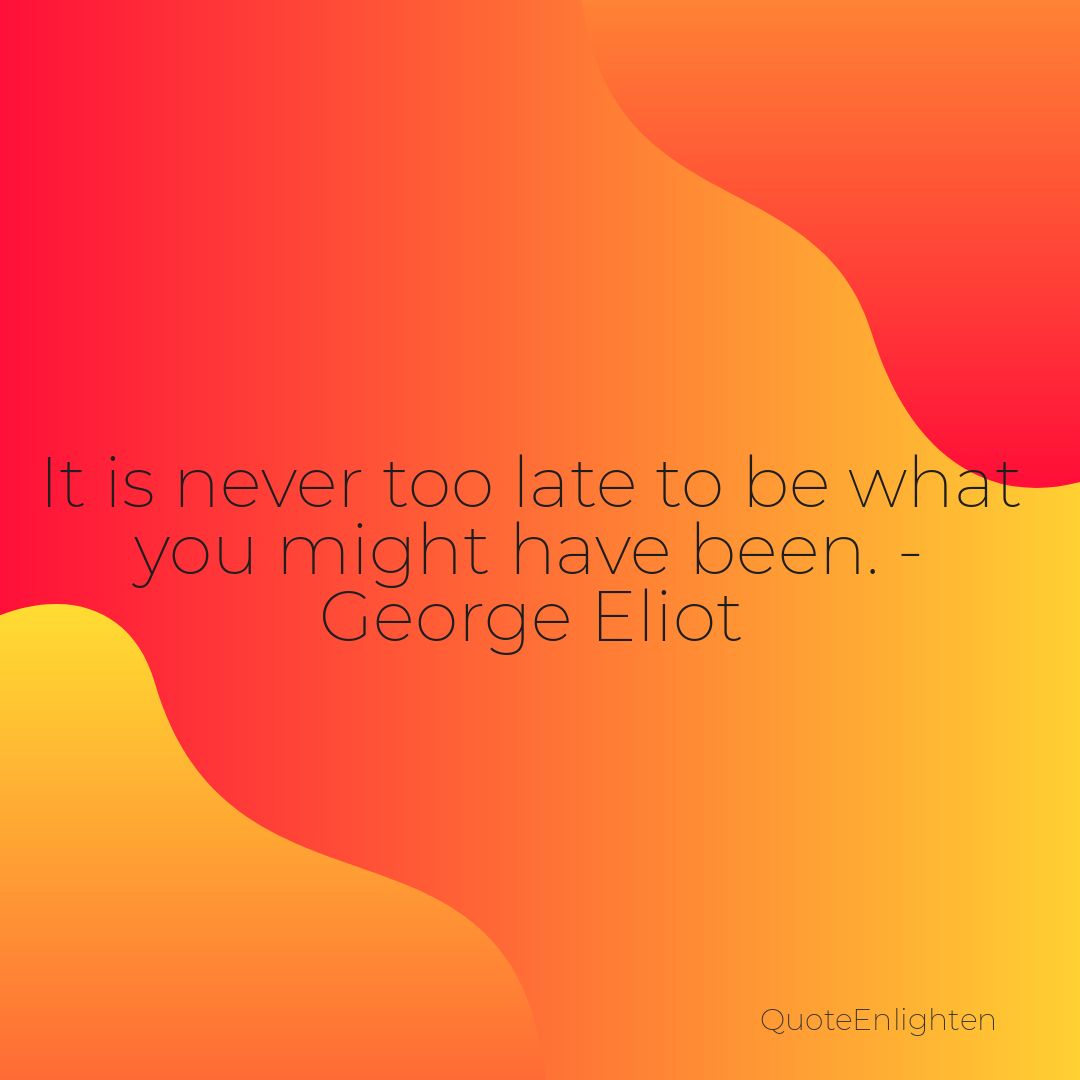 It is never too late to be what
you might have been. -
George Eliot
QuoteEnlighten